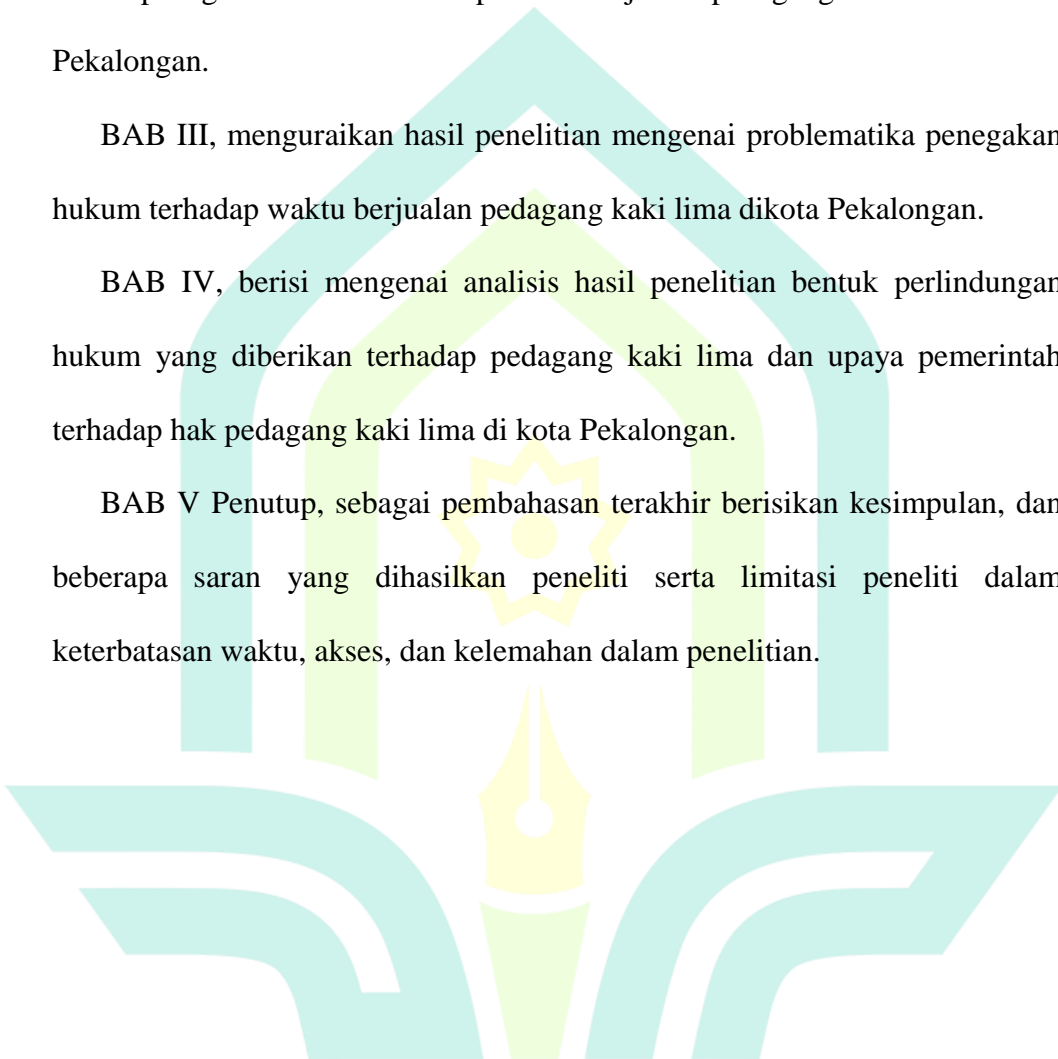 Pekalongan.
BAB III, menguraikan hasil penelitian mengenai problematika penegakan
hukum terhadap waktu berjualan pedagang kaki lima dikota Pekalongan.
BAB IV, berisi mengenai analisis hasil penelitian bentuk perlindungan
hukum yang diberikan terhadap pedagang kaki lima dan upaya pemerintah
terhadap hak pedagang kaki lima di kota Pekalongan.
BAB V Penutup, sebagai pembahasan terakhir berisikan kesimpulan, dan
beberapa saran yang dihasilkan peneliti serta limitasi peneliti dalam
keterbatasan waktu, akses, dan kelemahan dalam penelitian.